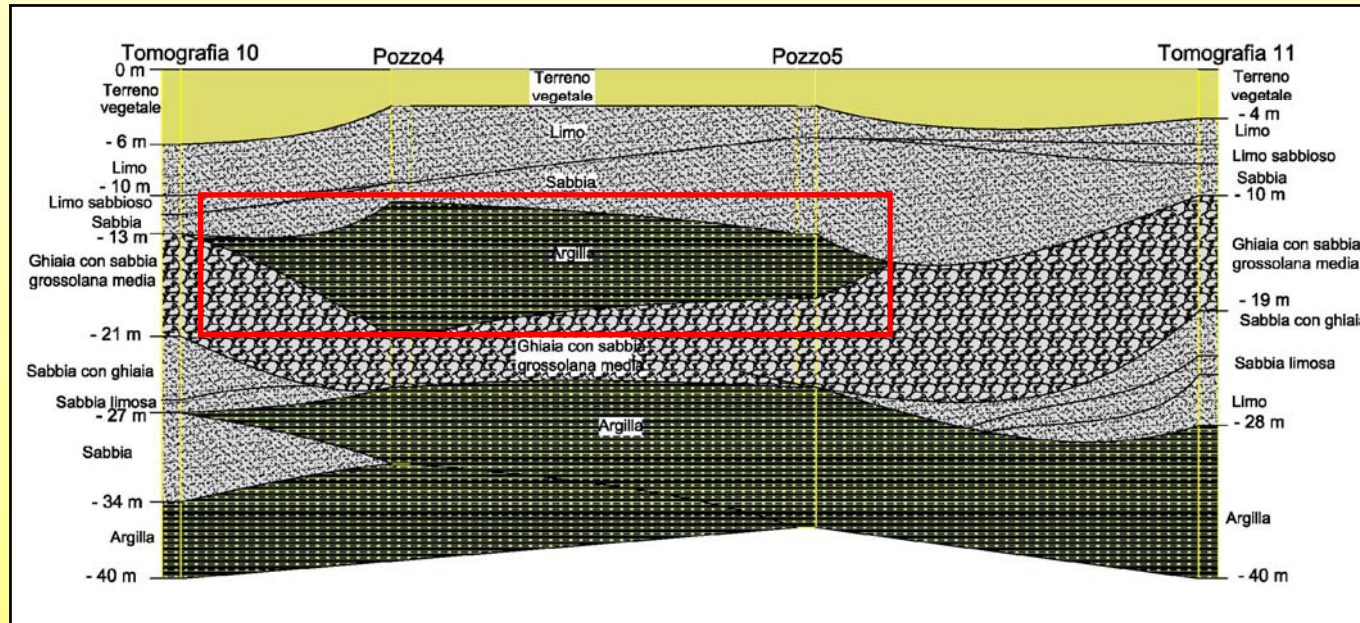 Tomografia 10
Pozzo4
Pozzo5
Tomografia 11
0 m
Terreno
vegetale
- 6 m
Limo
- 10 m
Limo sabbioso
Sabbia
- 13 m
Ghiaia con sabbia
grossolana media
- 21 m
Sabbia con ghiaia
Sabbia limosa
- 27 m
Sabbia
- 34 m
Argilla
- 40 m
Terreno
vegetale
Limo
Sabbia
Argilla
Ghiaia con sabbia
grossolana media
Argilla
0 m
Terreno
vegetale
- 4 m
Limo
Limo sabbioso
Sabbia
- 10 m
Ghiaia con sabbia
grossolana media
- 19 m
Sabbia con ghiaia
Sabbia limosa
Limo
- 28 m
Argilla
- 40 m